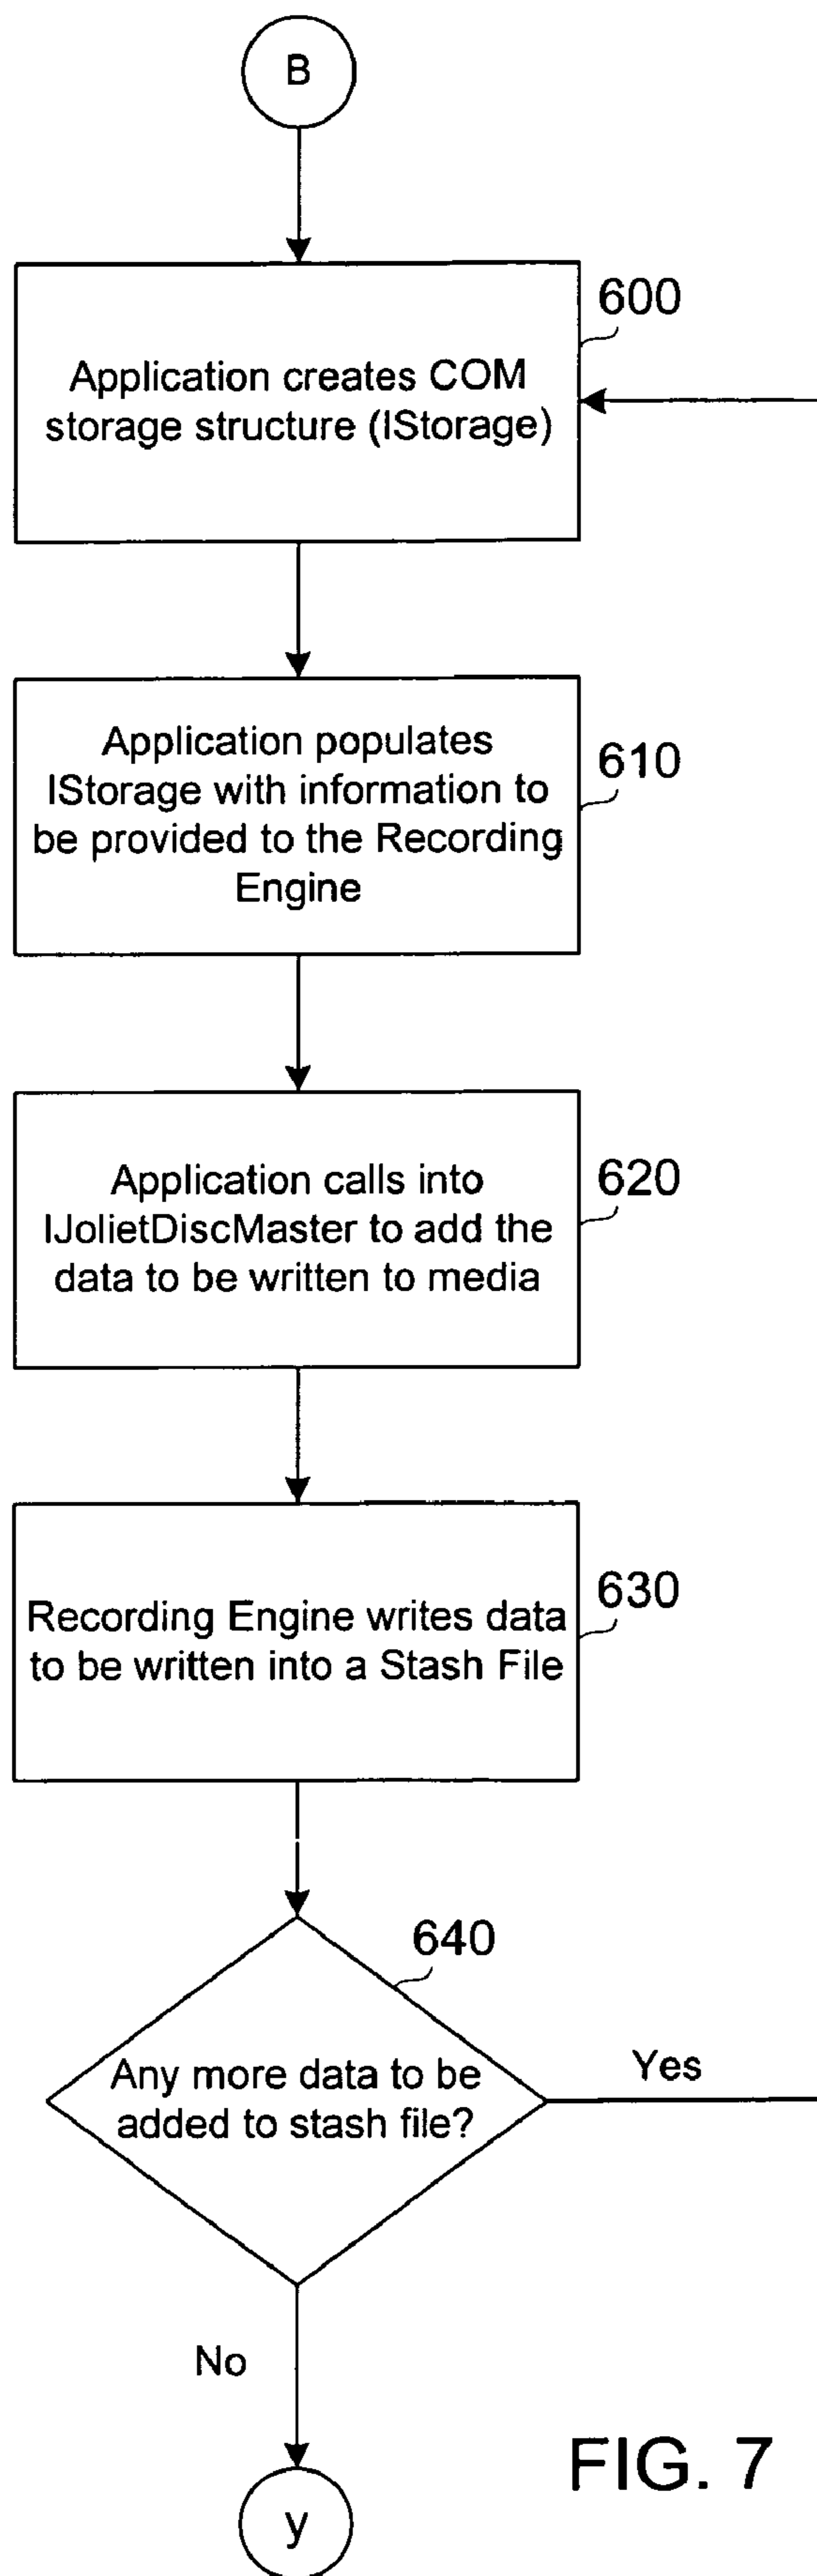 B
600
Application creates COM
storage structure (IStorage)
610
Application populates
IStorage with information to
be provided to the Recording
Engine
620
Application calls into
IJolietDiscMaster to add the
data to be written to media
630
Recording Engine writes data
to be written into a Stash File
640
Any more data to be
added to stash file?
Yes
No
y
FIG. 7